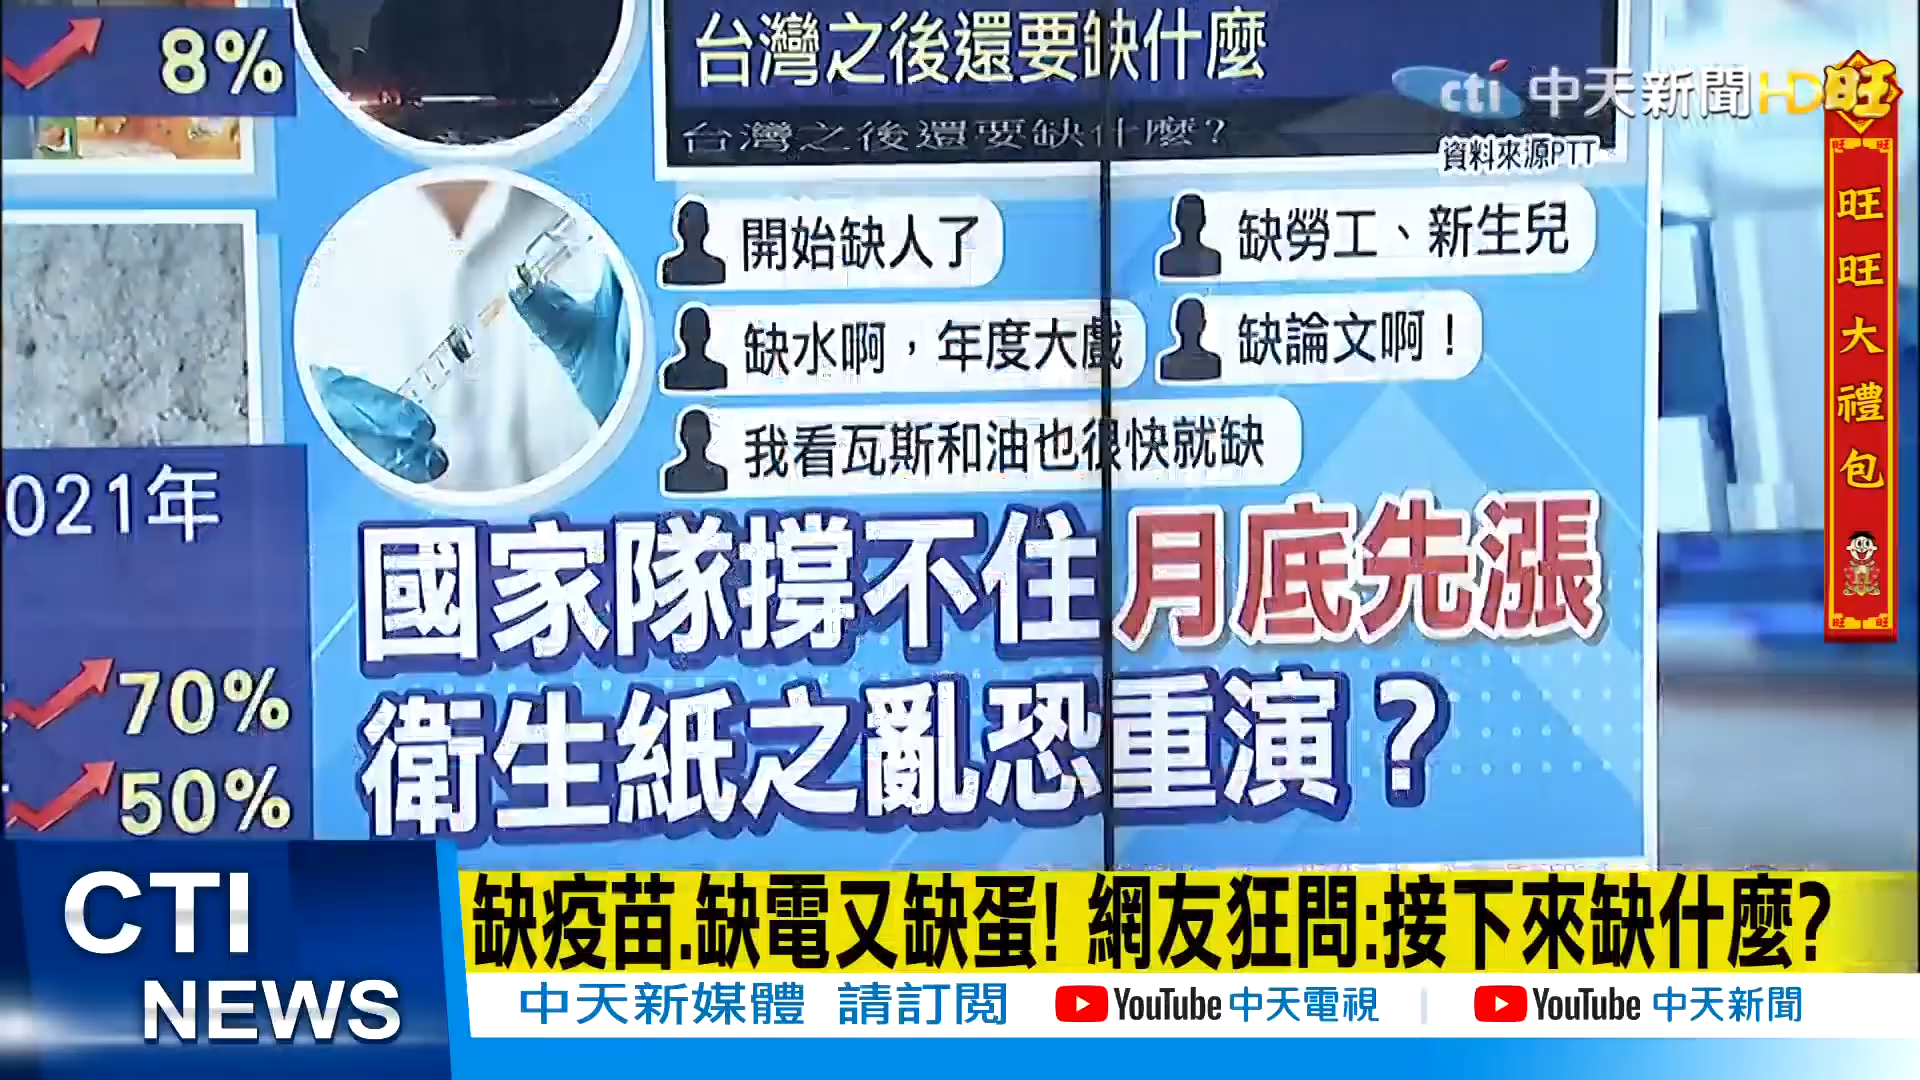 8%
台灣之後還要缺什麼
台灣之後還要缺什麼?
cti 中天新聞HD
資料來源PTT
旺
旺旺大禮包
開始缺人了
缺勞工、新生兒
缺水啊，年度大戲
缺論文啊！
我看瓦斯和油也很快就缺
021年
70%
50%
國家隊撐不住 月底先漲
衛生紙之亂恐重演？
CTI NEWS
缺疫苗.缺電又缺蛋! 網友狂問:接下來缺什麼?
中天新媒體 請訂閱 YouTube 中天電視 | YouTube 中天新聞